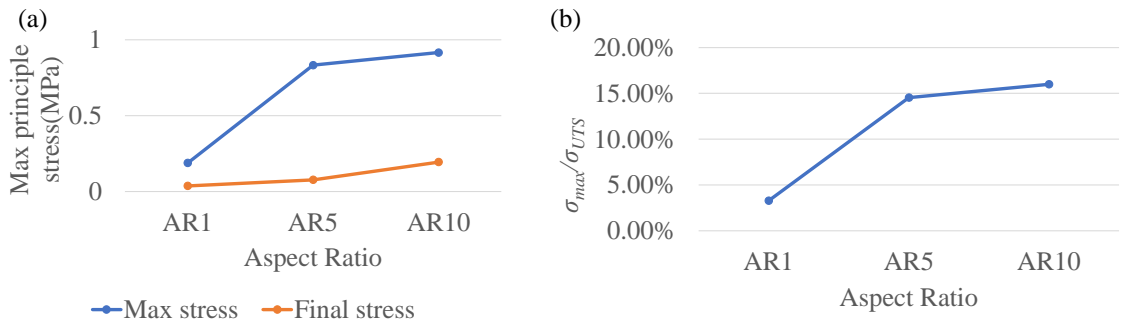 (a)
Max principle
stress(MPa)
1
0.5
0
AR1 AR5 AR10
Aspect Ratio
Max stress Final stress
(b)
σmax/σUTS
20.00%
15.00%
10.00%
5.00%
0.00%
AR1 AR5 AR10
Aspect Ratio